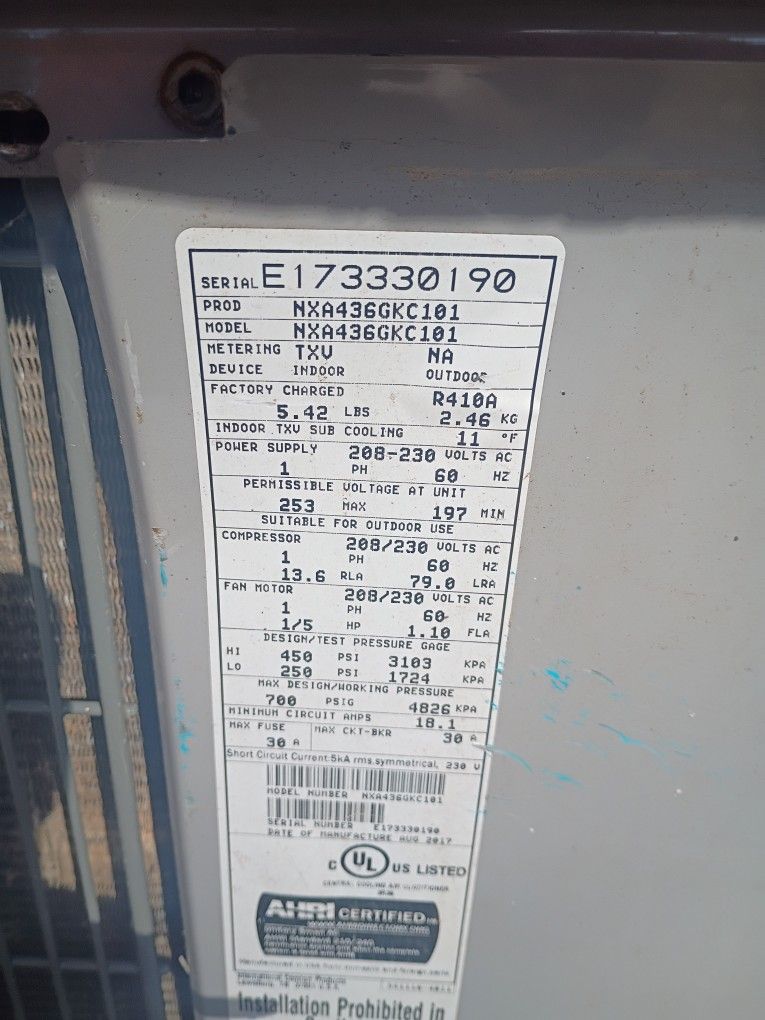 SERIAL E173330190
PROD NXA436GKC101
MODEL NXA436GKC101
METERING TXV NA
DEVICE INDOOR OUTDOOR
FACTORY CHARGED R410A
5.42 LBS 2.46 KG
INDOOR TXV SUB COOLING 11 °F
POWER SUPPLY 208-230 VOLTS AC
1 PH 60 HZ
PERMISSIBLE VOLTAGE AT UNIT
253 MAX 197 MIN
SUITABLE FOR OUTDOOR USE
COMPRESSOR 208/230 VOLTS AC
1 PH 60 HZ
13.6 RLA 79.0 LRA
FAN MOTOR 208/230 VOLTS AC
1 PH 60 HZ
1/5 HP 1.10 FLA
DESIGN/TEST PRESSURE GAGE
HI 450 PSI 3103 KPA
LO 250 PSI 1724 KPA
MAX DESIGN/WORKING PRESSURE
700 PSIG 4826 KPA
MINIMUM CIRCUIT AMPS 18.1
MAX FUSE MAX CKT-BKR
30 A 30 A
Short Circuit Current:5kA rms,symmetrical, 230 V
MODEL NUMBER NXA436GKC101
SERIAL NUMBER E173330190
DATE OF MANUFACTURE AUG 2017
C UL US LISTED
AHRI CERTIFIED
International Comfort Products
Installation Prohibited in